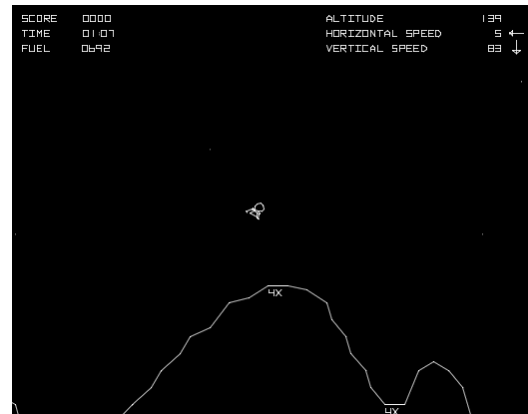 SCORE 0000
TIME 01:07
FUEL 0692
ALTITUDE 139
HORIZONTAL SPEED 5 ←
VERTICAL SPEED 83 ↓
4X
4X